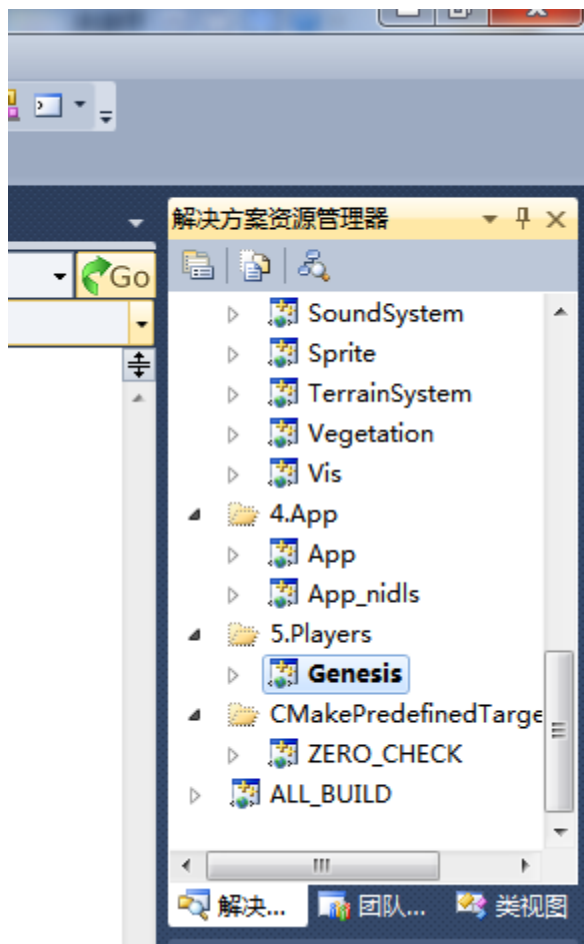 解决方案资源管理器
Go
SoundSystem
Sprite
TerrainSystem
Vegetation
Vis
4.App
App
App_nidls
5.Players
Genesis
CMakePredefinedTarge
ZERO_CHECK
ALL_BUILD
解决... 团队... 类视图